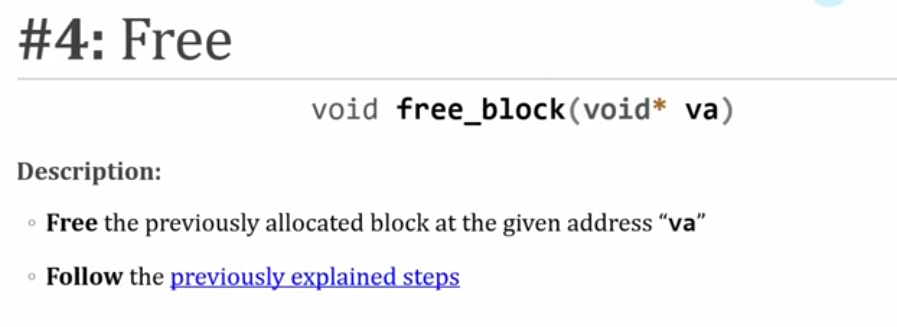 #4: Free
void free_block(void* va)
Description:
◦ Free the previously allocated block at the given address “va”
◦ Follow the previously explained steps